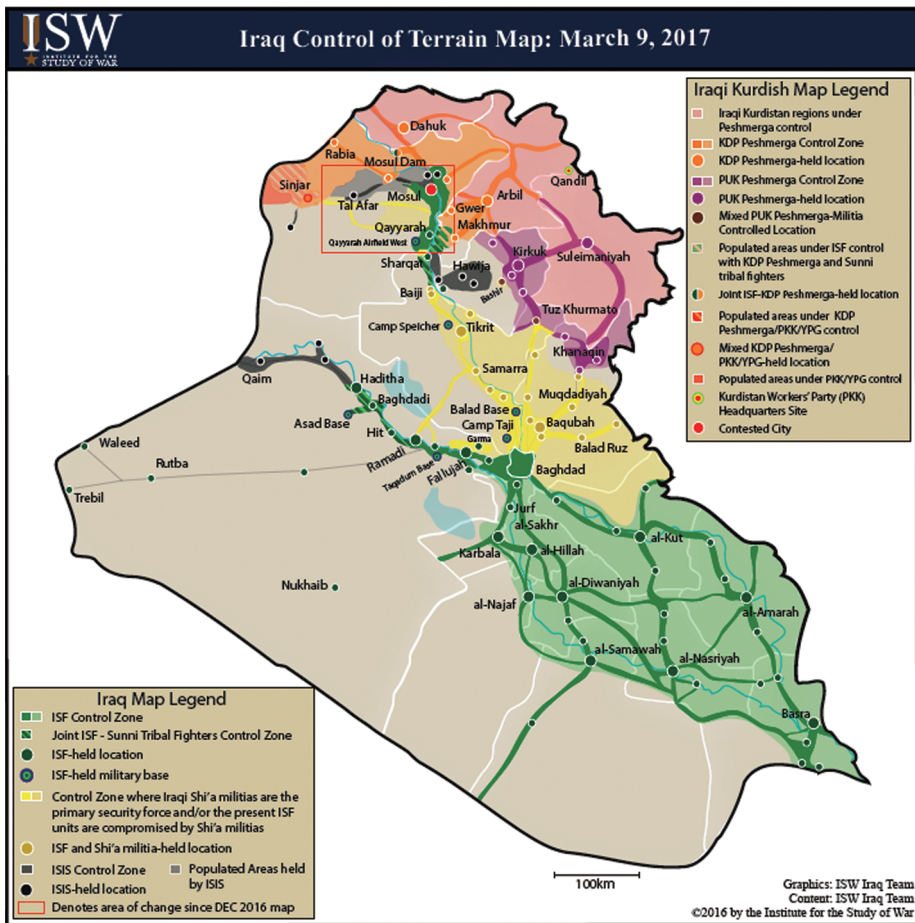 ISW
INSTITUTE FOR THE
STUDY OF WAR
Iraq Control of Terrain Map: March 9, 2017
Iraqi Kurdish Map Legend
Iraqi Kurdistan regions under
Peshmerga control
KDP Peshmerga Control Zone
KDP Peshmerga-held location
PUK Peshmerga Control Zone
PUK Peshmerga-held location
Mixed PUK Peshmerga-Militia
Controlled Location
Populated areas under ISF control
with KDP Peshmerga and Sunni
tribal fighters
Joint ISF-KDP Peshmerga-held location
Populated areas under KDP
Peshmerga/PKK/YPG control
Mixed KDP Peshmerga/
PKK/YPG-held location
Populated areas under PKK/YPG control
Kurdistan Workers' Party (PKK)
Headquarters Site
Contested City
Dahuk
Rabia
Mosul Dam
Sinjar
Tal Afar
Mosul
Arbil
Qandil
Gwer
Makhmur
Qayyarah
Qayyarah Airfield West
Sharqat
Hawija
Kirkuk
Suleimaniyah
Bashir
Baiji
Tuz Khurmato
Camp Speicher
Tikrit
Khanaqin
Qaim
Samarra
Haditha
Muqdadiyah
Baghdadi
Balad Base
Asad Base
Camp Taji
Baqubah
Hit
Garma
Balad Ruz
Waleed
Ramadi
Rutba
Taqadum Base
Fallujah
Baghdad
Trebil
Jurf
al-Sakhr
Karbala
al-Hillah
al-Kut
Nukhaib
al-Diwaniyah
al-Najaf
al-Amarah
al-Samawah
al-Nasriyah
Basra
Iraq Map Legend
ISF Control Zone
Joint ISF - Sunni Tribal Fighters Control Zone
ISF-held location
ISF-held military base
Control Zone where Iraqi Shi'a militias are the
primary security force and/or the present ISF
units are compromised by Shi'a militias
ISF and Shi'a militia-held location
ISIS Control Zone
Populated Areas held
by ISIS
ISIS-held location
Denotes area of change since DEC 2016 map
100km
Graphics: ISW Iraq Team
Content: ISW Iraq Team
©2016 by the Institute for the Study of War